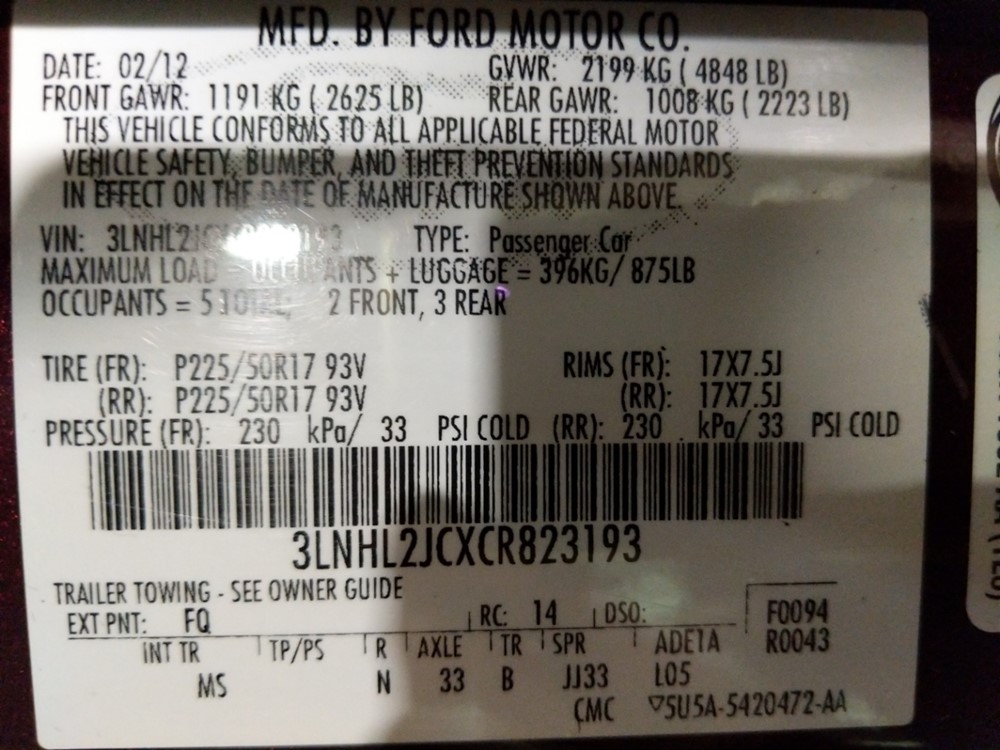 MFD. BY FORD MOTOR CO.
DATE: 02/12 GVWR: 2199 KG ( 4848 LB)
FRONT GAWR: 1191 KG ( 2625 LB) REAR GAWR: 1008 KG ( 2223 LB)
THIS VEHICLE CONFORMS TO ALL APPLICABLE FEDERAL MOTOR
VEHICLE SAFETY, BUMPER, AND THEFT PREVENTION STANDARDS
IN EFFECT ON THE DATE OF MANUFACTURE SHOWN ABOVE.
VIN: TYPE: Passenger Car
MAXIMUM LOAD = OCCUPANTS + LUGGAGE = 396KG/ 875LB
OCCUPANTS = 5 TOTAL, 2 FRONT, 3 REAR
TIRE (FR): P225/50R17 93V RIMS (FR): 17X7.5J
(RR): P225/50R17 93V (RR): 17X7.5J
PRESSURE (FR): 230 kPa/ 33 PSI COLD (RR): 230 kPa/ 33 PSI COLD
3LNHL2JCXCR823193
TRAILER TOWING - SEE OWNER GUIDE
EXT PNT: FQ RC: 14 DSO: F0094
INT TR TP/PS R AXLE TR SPR ADETA R0043
MS N 33 B JJ33 L05
CMC ▽5U5A-5420472-AA